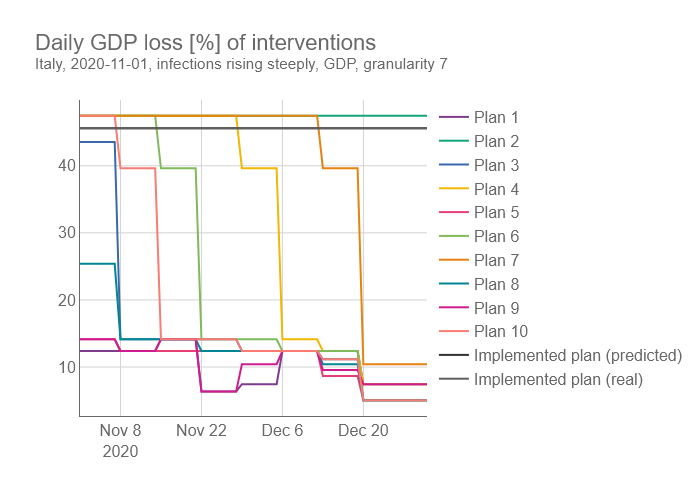 Daily GDP loss [%] of interventions
Italy, 2020-11-01, infections rising steeply, GDP, granularity 7
40
30
20
10
Nov 8
2020
Nov 22
Dec 6
Dec 20
Plan 1
Plan 2
Plan 3
Plan 4
Plan 5
Plan 6
Plan 7
Plan 8
Plan 9
Plan 10
Implemented plan (predicted)
Implemented plan (real)